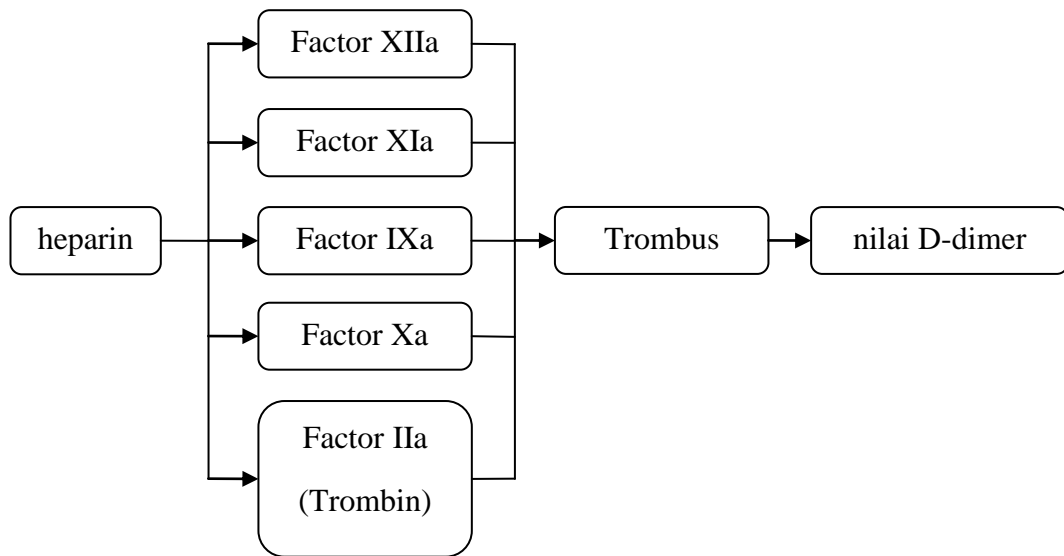 heparin
Factor XIIa
Factor XIa
Factor IXa
Factor Xa
Factor IIa
(Trombin)
Trombus
nilai D-dimer